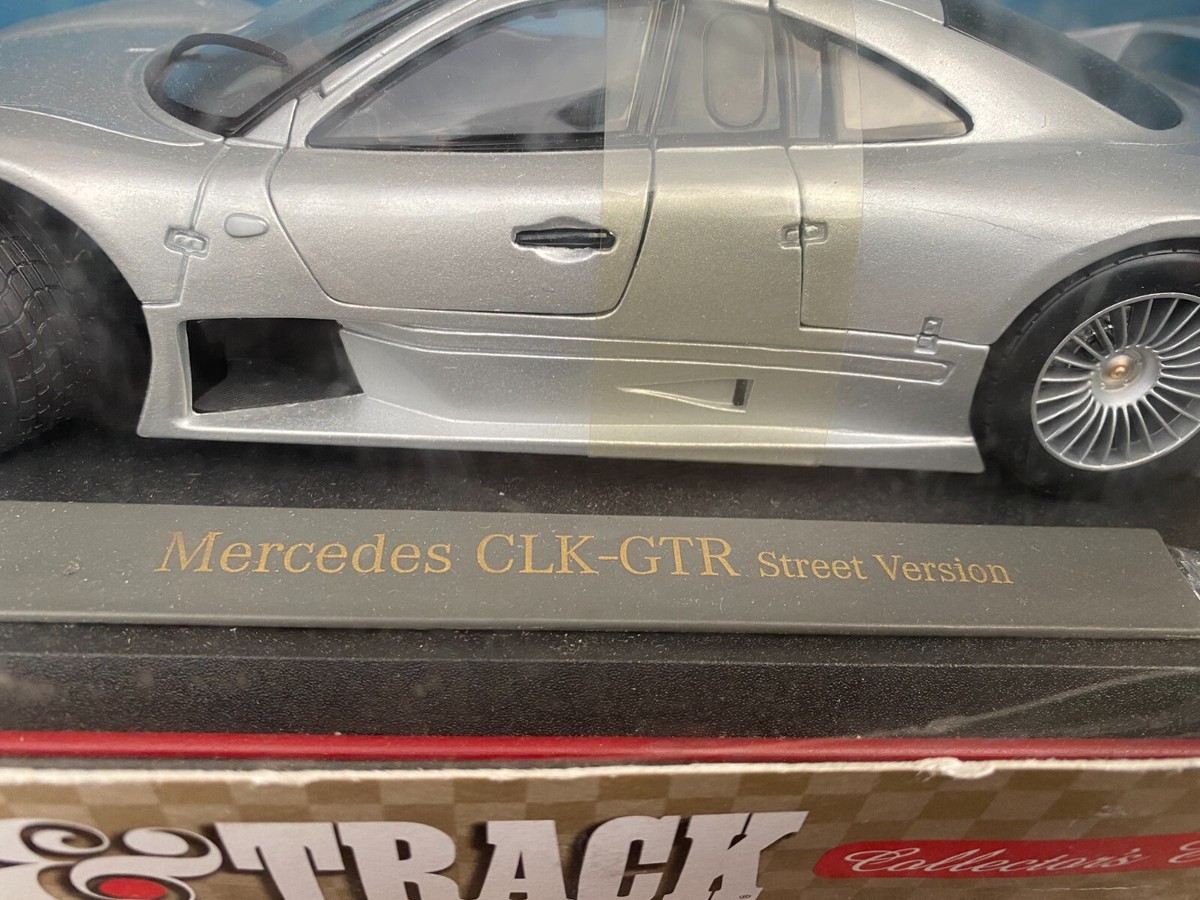 Mercedes CLK-GTR Street Version
& TRACK
Collector's